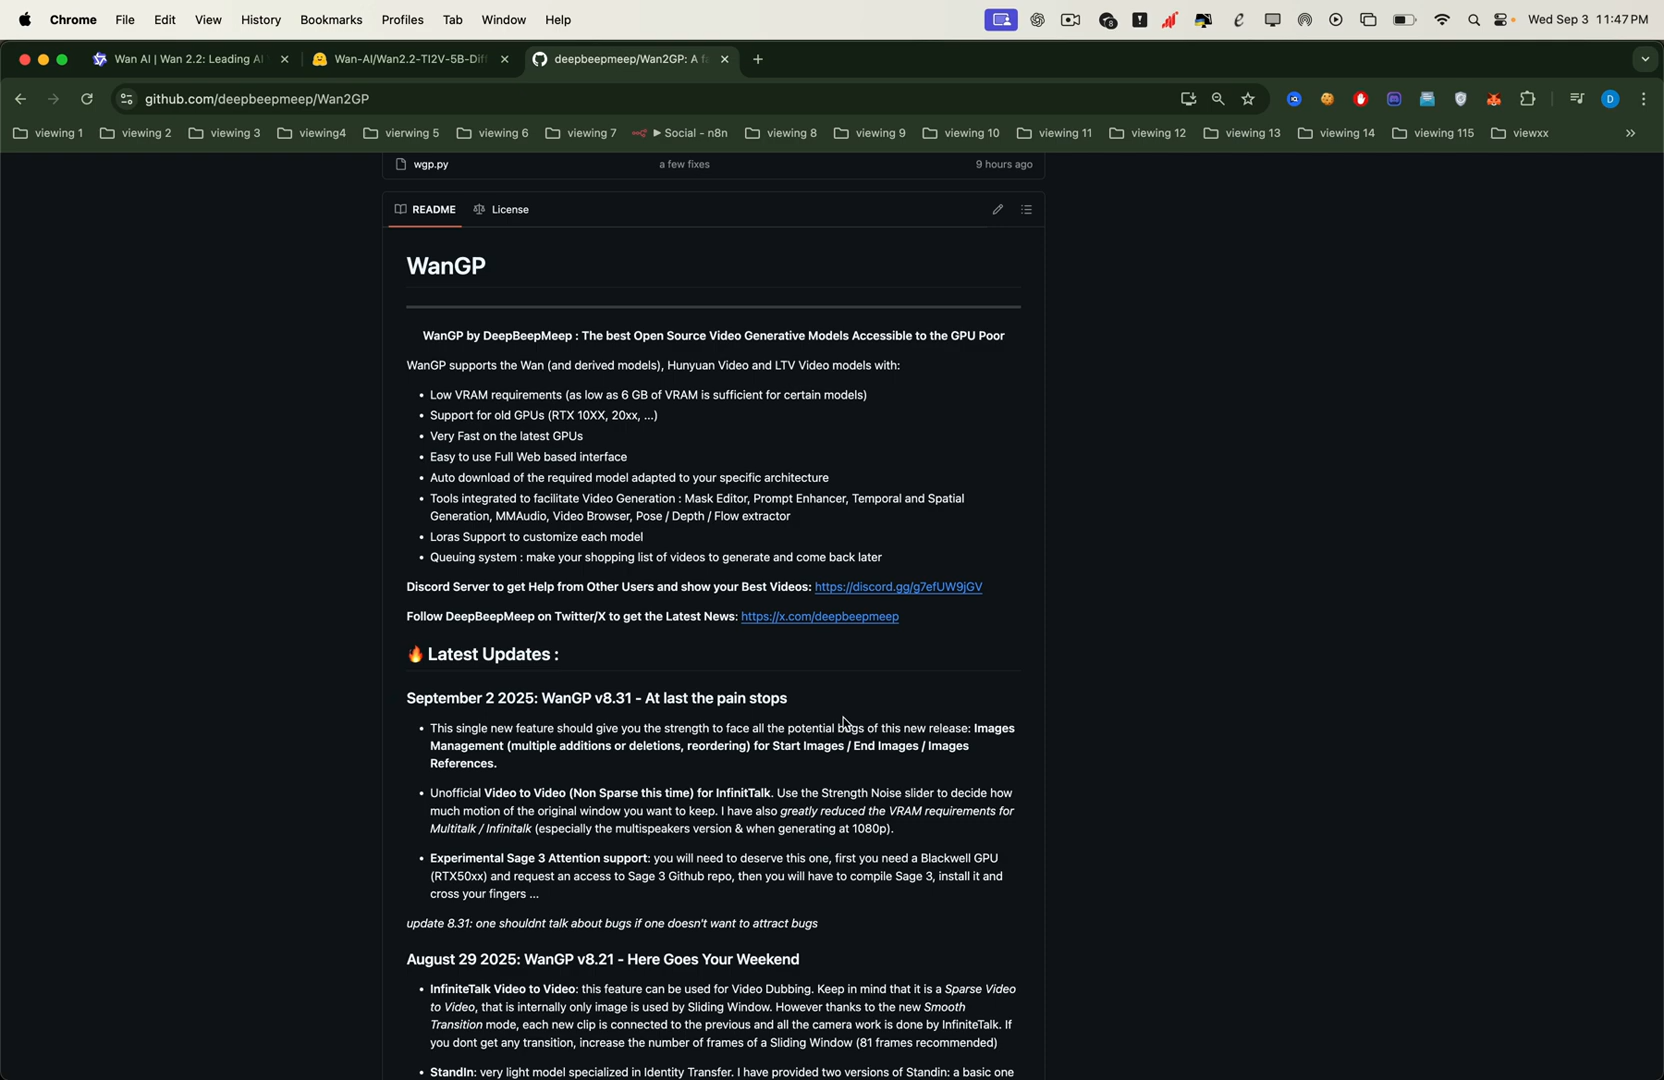 Chrome File Edit View History Bookmarks Profiles Tab Window Help Wed Sep 3 11:47 PM
Wan AI | Wan 2.2: Leading AI Wan-AI/Wan2.2-TI2V-5B-Diff deepbeepmeep/Wan2GP: A fa
github.com/deepbeepmeep/Wan2GP
viewing 1 viewing 2 viewing 3 viewing4 vierwing 5 viewing 6 viewing 7 ▶ Social - n8n viewing 8 viewing 9 viewing 10 viewing 11 viewing 12 viewing 13 viewing 14 viewing 115 viewxx
wgp.py a few fixes 9 hours ago
README License
WanGP
WanGP by DeepBeepMeep : The best Open Source Video Generative Models Accessible to the GPU Poor
WanGP supports the Wan (and derived models), Hunyuan Video and LTV Video models with:
• Low VRAM requirements (as low as 6 GB of VRAM is sufficient for certain models)
• Support for old GPUs (RTX 10XX, 20xx, ...)
• Very Fast on the latest GPUs
• Easy to use Full Web based interface
• Auto download of the required model adapted to your specific architecture
• Tools integrated to facilitate Video Generation : Mask Editor, Prompt Enhancer, Temporal and Spatial
Generation, MMAudio, Video Browser, Pose / Depth / Flow extractor
• Loras Support to customize each model
• Queuing system : make your shopping list of videos to generate and come back later
Discord Server to get Help from Other Users and show your Best Videos: https://discord.gg/g7efUW9jGV
Follow DeepBeepMeep on Twitter/X to get the Latest News: https://x.com/deepbeepmeep
🔥 Latest Updates :
September 2 2025: WanGP v8.31 - At last the pain stops
• This single new feature should give you the strength to face all the potential bugs of this new release: Images
Management (multiple additions or deletions, reordering) for Start Images / End Images / Images
References.
• Unofficial Video to Video (Non Sparse this time) for InfinitTalk. Use the Strength Noise slider to decide how
much motion of the original window you want to keep. I have also greatly reduced the VRAM requirements for
Multitalk / Infinitalk (especially the multispeakers version & when generating at 1080p).
• Experimental Sage 3 Attention support: you will need to deserve this one, first you need a Blackwell GPU
(RTX50xx) and request an access to Sage 3 Github repo, then you will have to compile Sage 3, install it and
cross your fingers ...
update 8.31: one shouldnt talk about bugs if one doesn't want to attract bugs
August 29 2025: WanGP v8.21 - Here Goes Your Weekend
• InfiniteTalk Video to Video: this feature can be used for Video Dubbing. Keep in mind that it is a Sparse Video
to Video, that is internally only image is used by Sliding Window. However thanks to the new Smooth
Transition mode, each new clip is connected to the previous and all the camera work is done by InfiniteTalk. If
you dont get any transition, increase the number of frames of a Sliding Window (81 frames recommended)
• StandIn: very light model specialized in Identity Transfer. I have provided two versions of Standin: a basic one